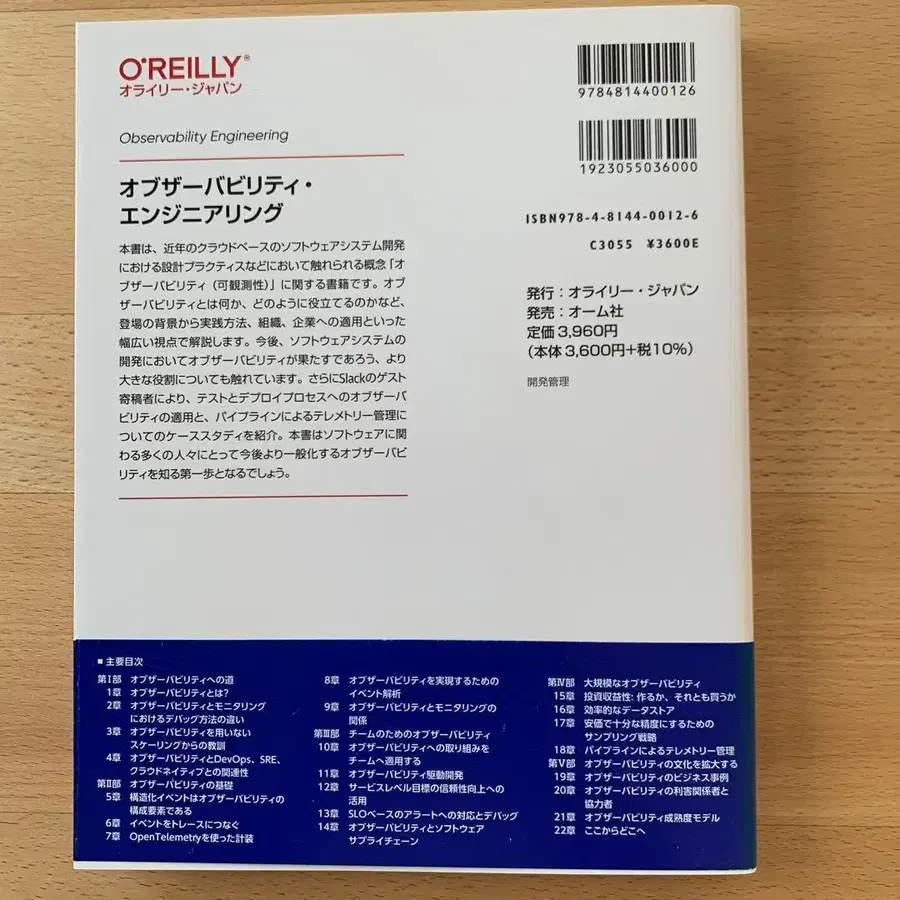 O'REILLY®
オライリー・ジャパン
Observability Engineering
オブザーバビリティ・
エンジニアリング
本書は、近年のクラウドベースのソフトウェアシステム開発
における設計プラクティスなどにおいて触れられる概念「オ
ブザーバビリティ（可観測性）」に関する書籍です。オブ
ザーバビリティとは何か、どのように役立てるのかなど、
登場の背景から実践方法、組織、企業への適用といった
幅広い視点で解説します。今後、ソフトウェアシステムの
開発においてオブザーバビリティが果たすであろう、より
大きな役割についても触れています。さらにSlackのゲスト
寄稿者により、テストとデプロイプロセスへのオブザーバ
ビリティの適用と、パイプラインによるテレメトリー管理に
ついてのケーススタディを紹介。本書はソフトウェアに関
わる多くの人々にとって今後より一般化するオブザーバビ
リティを知る第一歩となるでしょう。
9784814400126
1923055036000
ISBN978-4-8144-0012-6
C3055 ¥3600E
発行：オライリー・ジャパン
発売：オーム社
定価3,960円
（本体3,600円+税10%）
開発管理
■ 主要目次
第Ⅰ部 オブザーバビリティへの道
1章 オブザーバビリティとは?
2章 オブザーバビリティとモニタリング
におけるデバッグ方法の違い
3章 オブザーバビリティを用いない
スケーリングからの教訓
4章 オブザーバビリティとDevOps、SRE、
クラウドネイティブとの関連性
第Ⅱ部 オブザーバビリティの基礎
5章 構造化イベントはオブザーバビリティの
構成要素である
6章 イベントをトレースにつなぐ
7章 OpenTelemetryを使った計装
8章 オブザーバビリティを実現するための
イベント解析
9章 オブザーバビリティとモニタリングの
関係
第Ⅲ部 チームのためのオブザーバビリティ
10章 オブザーバビリティへの取り組みを
チームへ適用する
11章 オブザーバビリティ駆動開発
12章 サービスレベル目標の信頼性向上への
活用
13章 SLOベースのアラートへの対応とデバッグ
14章 オブザーバビリティとソフトウェア
サプライチェーン
第Ⅳ部 大規模なオブザーバビリティ
15章 投資収益性: 作るか、それとも買うか
16章 効率的なデータストア
17章 安価で十分な精度にするための
サンプリング戦略
18章 パイプラインによるテレメトリー管理
第Ⅴ部 オブザーバビリティの文化を拡大する
19章 オブザーバビリティのビジネス事例
20章 オブザーバビリティの利害関係者と
協力者
21章 オブザーバビリティ成熟度モデル
22章 ここからどこへ